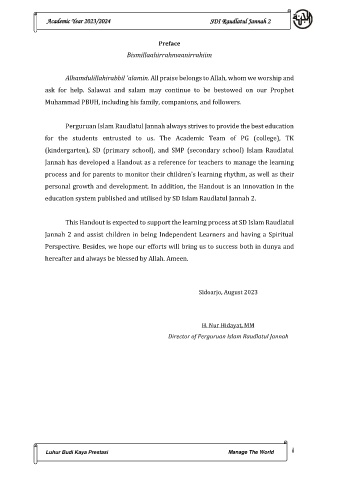 Academic Year 2023/2024 SDI Raudlatul Jannah 2
Preface
Bismillaahirrahmaanirrahiim
Alhamdulillahirabbil 'alamin. All praise belongs to Allah, whom we worship and
ask for help. Salawat and salam may continue to be bestowed on our Prophet
Muhammad PBUH, including his family, companions, and followers.
Perguruan Islam Raudlatul Jannah always strives to provide the best education
for the students entrusted to us. The Academic Team of PG (college), TK
(kindergarten), SD (primary school), and SMP (secondary school) Islam Raudlatul
Jannah has developed a Handout as a reference for teachers to manage the learning
process and for parents to monitor their children's learning rhythm, as well as their
personal growth and development. In addition, the Handout is an innovation in the
education system published and utilised by SD Islam Raudlatul Jannah 2.
This Handout is expected to support the learning process at SD Islam Raudlatul
Jannah 2 and assist children in being Independent Learners and having a Spiritual
Perspective. Besides, we hope our efforts will bring us to success both in dunya and
hereafter and always be blessed by Allah. Ameen.
Sidoarjo, August 2023
H. Nur Hidayat, MM
Director of Perguruan Islam Raudlatul Jannah
Luhur Budi Kaya Prestasi Manage The World